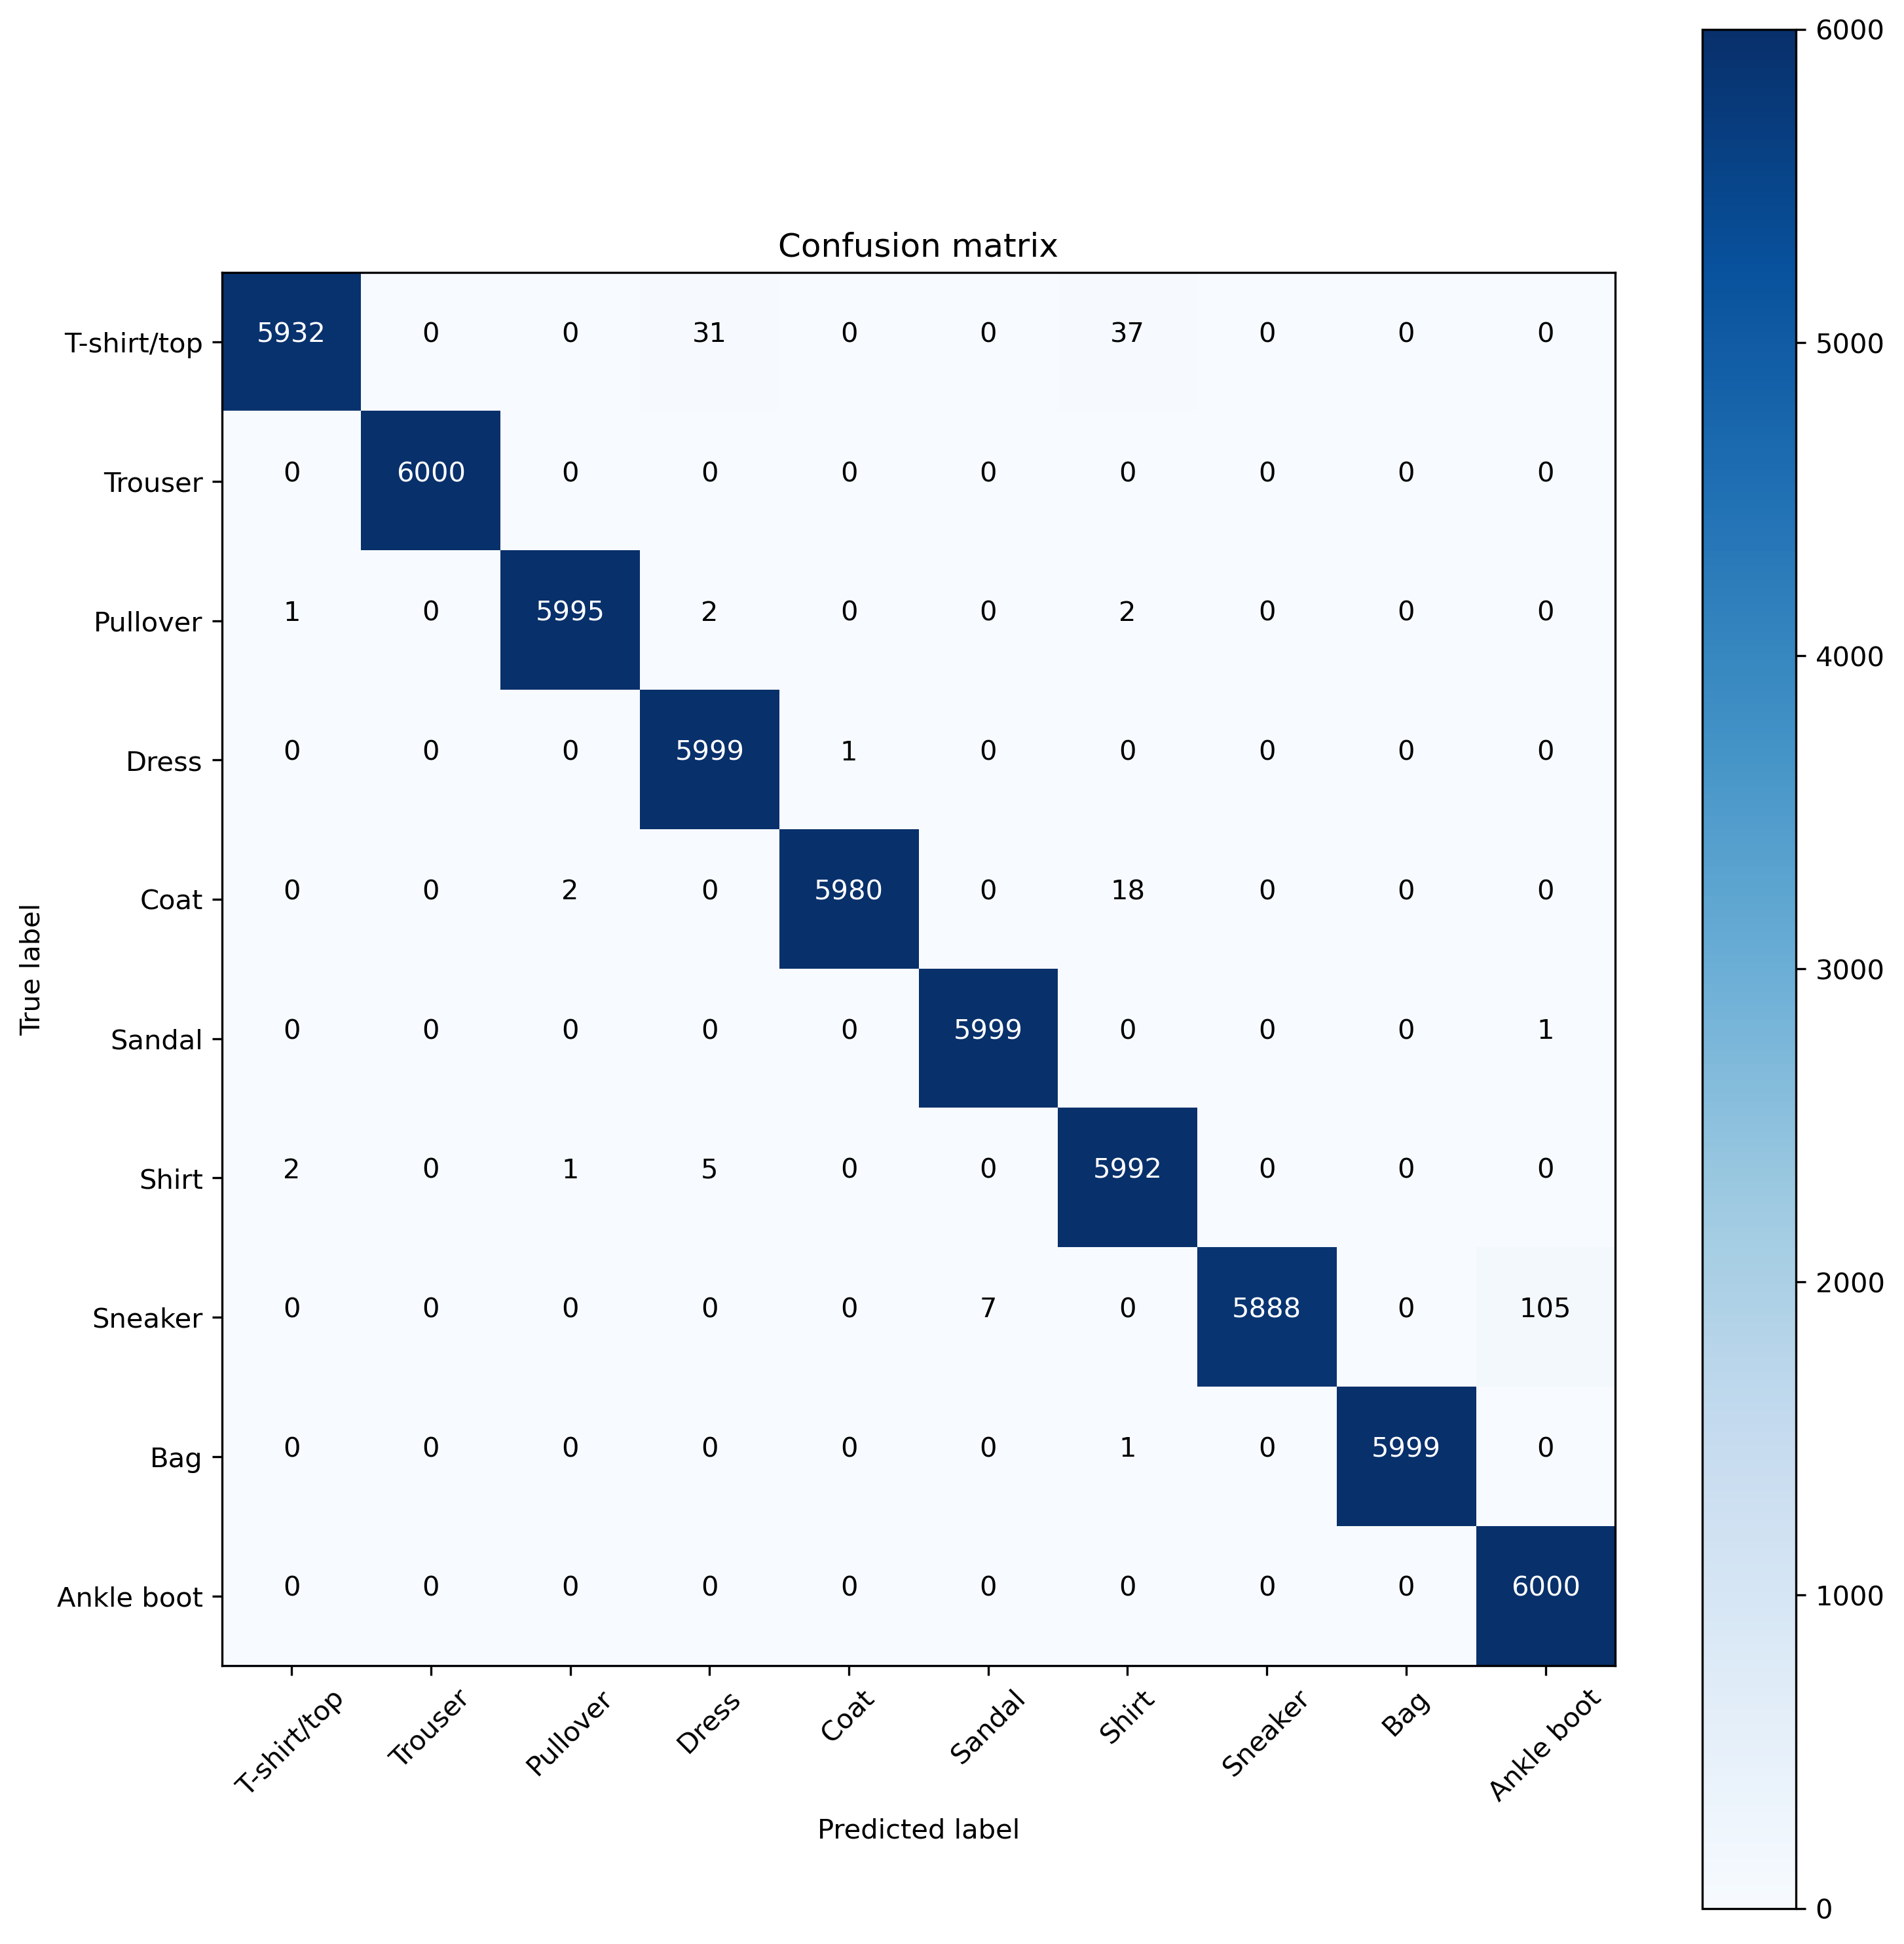 Confusion matrix
T-shirt/top 5932 0 0 31 0 0 37 0 0 0
Trouser 0 6000 0 0 0 0 0 0 0 0
Pullover 1 0 5995 2 0 0 2 0 0 0
Dress 0 0 0 5999 1 0 0 0 0 0
Coat 0 0 2 0 5980 0 18 0 0 0
Sandal 0 0 0 0 0 5999 0 0 0 1
Shirt 2 0 1 5 0 0 5992 0 0 0
Sneaker 0 0 0 0 0 7 0 5888 0 105
Bag 0 0 0 0 0 0 1 0 5999 0
Ankle boot 0 0 0 0 0 0 0 0 0 6000
T-shirt/top Trouser Pullover Dress Coat Sandal Shirt Sneaker Bag Ankle boot
Predicted label
True label
6000
5000
4000
3000
2000
1000
0